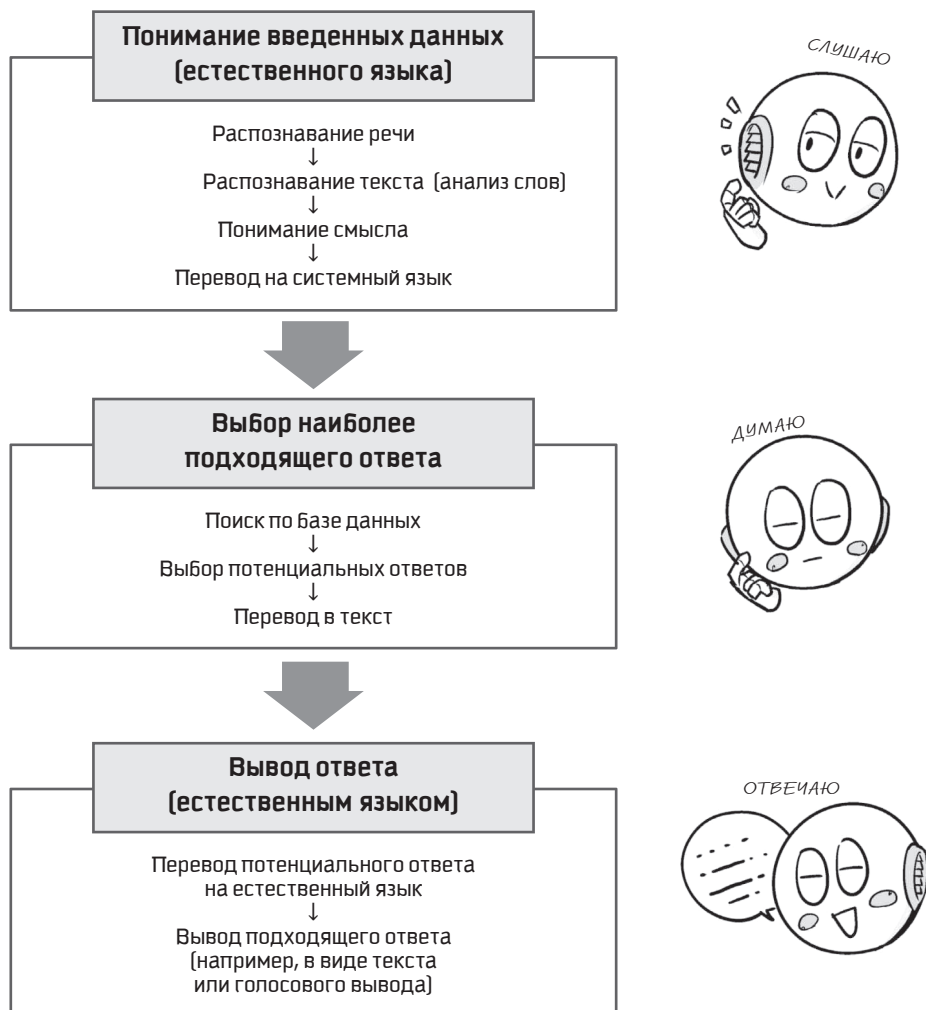 Понимание введенных данных
(естественного языка)
СЛУШАЮ
Распознавание речи
↓
Распознавание текста (анализ слов)
↓
Понимание смысла
↓
Перевод на системный язык
Выбор наиболее
подходящего ответа
ДУМАЮ
Поиск по базе данных
↓
Выбор потенциальных ответов
↓
Перевод в текст
Вывод ответа
(естественным языком)
ОТВЕЧАЮ
Перевод потенциального ответа
на естественный язык
↓
Вывод подходящего ответа
(например, в виде текста
или голосового вывода)